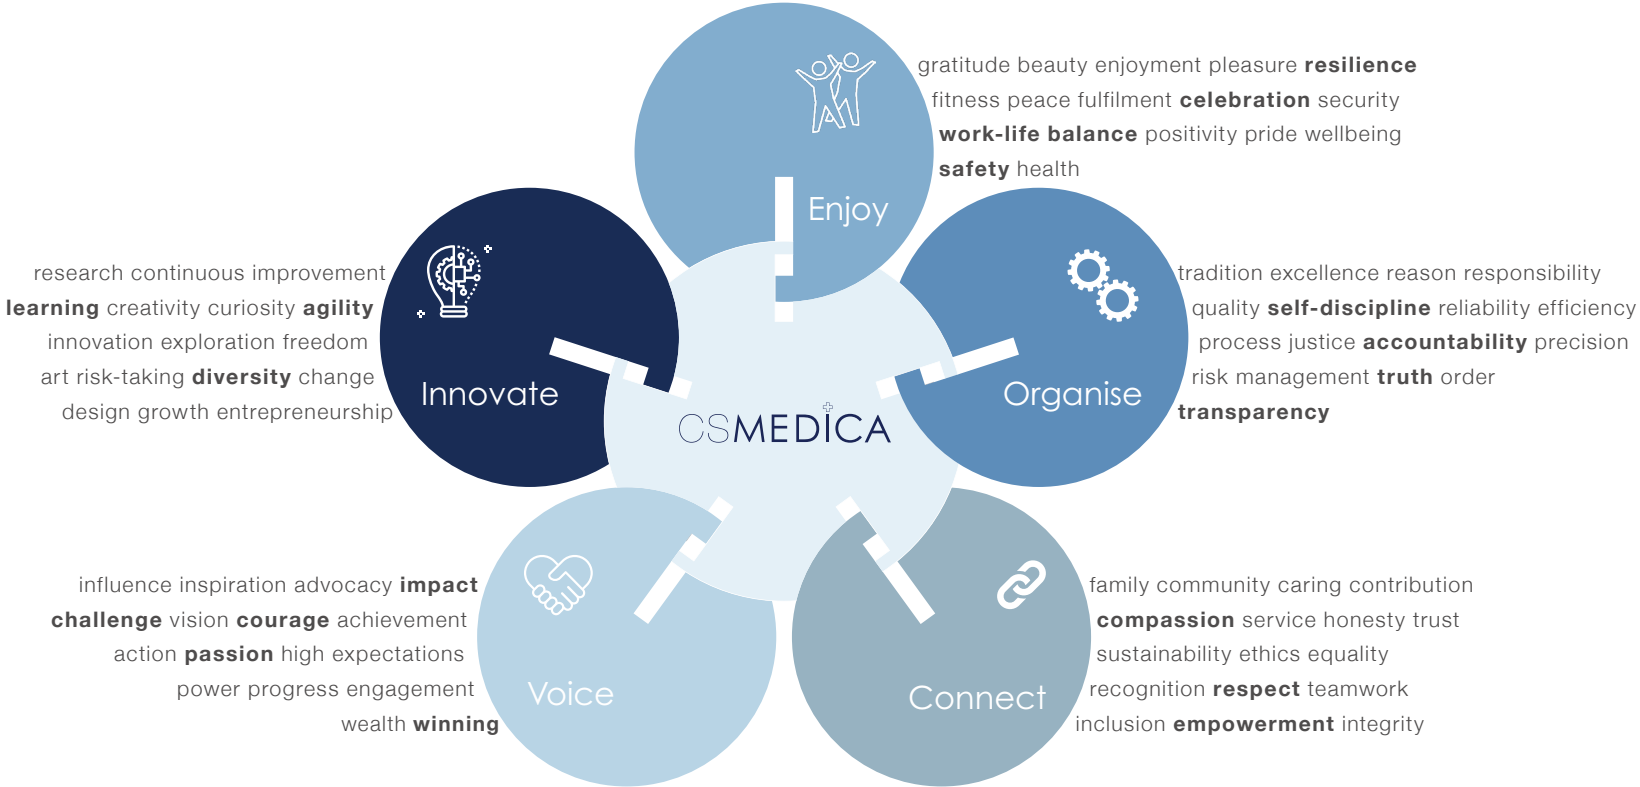 gratitude beauty enjoyment pleasure resilience
fitness peace fulfilment celebration security
work-life balance positivity pride wellbeing
safety health
Enjoy
research continuous improvement
learning creativity curiosity agility
innovation exploration freedom
art risk-taking diversity change
design growth entrepreneurship
Innovate
tradition excellence reason responsibility
quality self-discipline reliability efficiency
process justice accountability precision
risk management truth order
transparency
Organise
CSMEDICA
influence inspiration advocacy impact
challenge vision courage achievement
action passion high expectations
power progress engagement
wealth winning
Voice
family community caring contribution
compassion service honesty trust
sustainability ethics equality
recognition respect teamwork
inclusion empowerment integrity
Connect